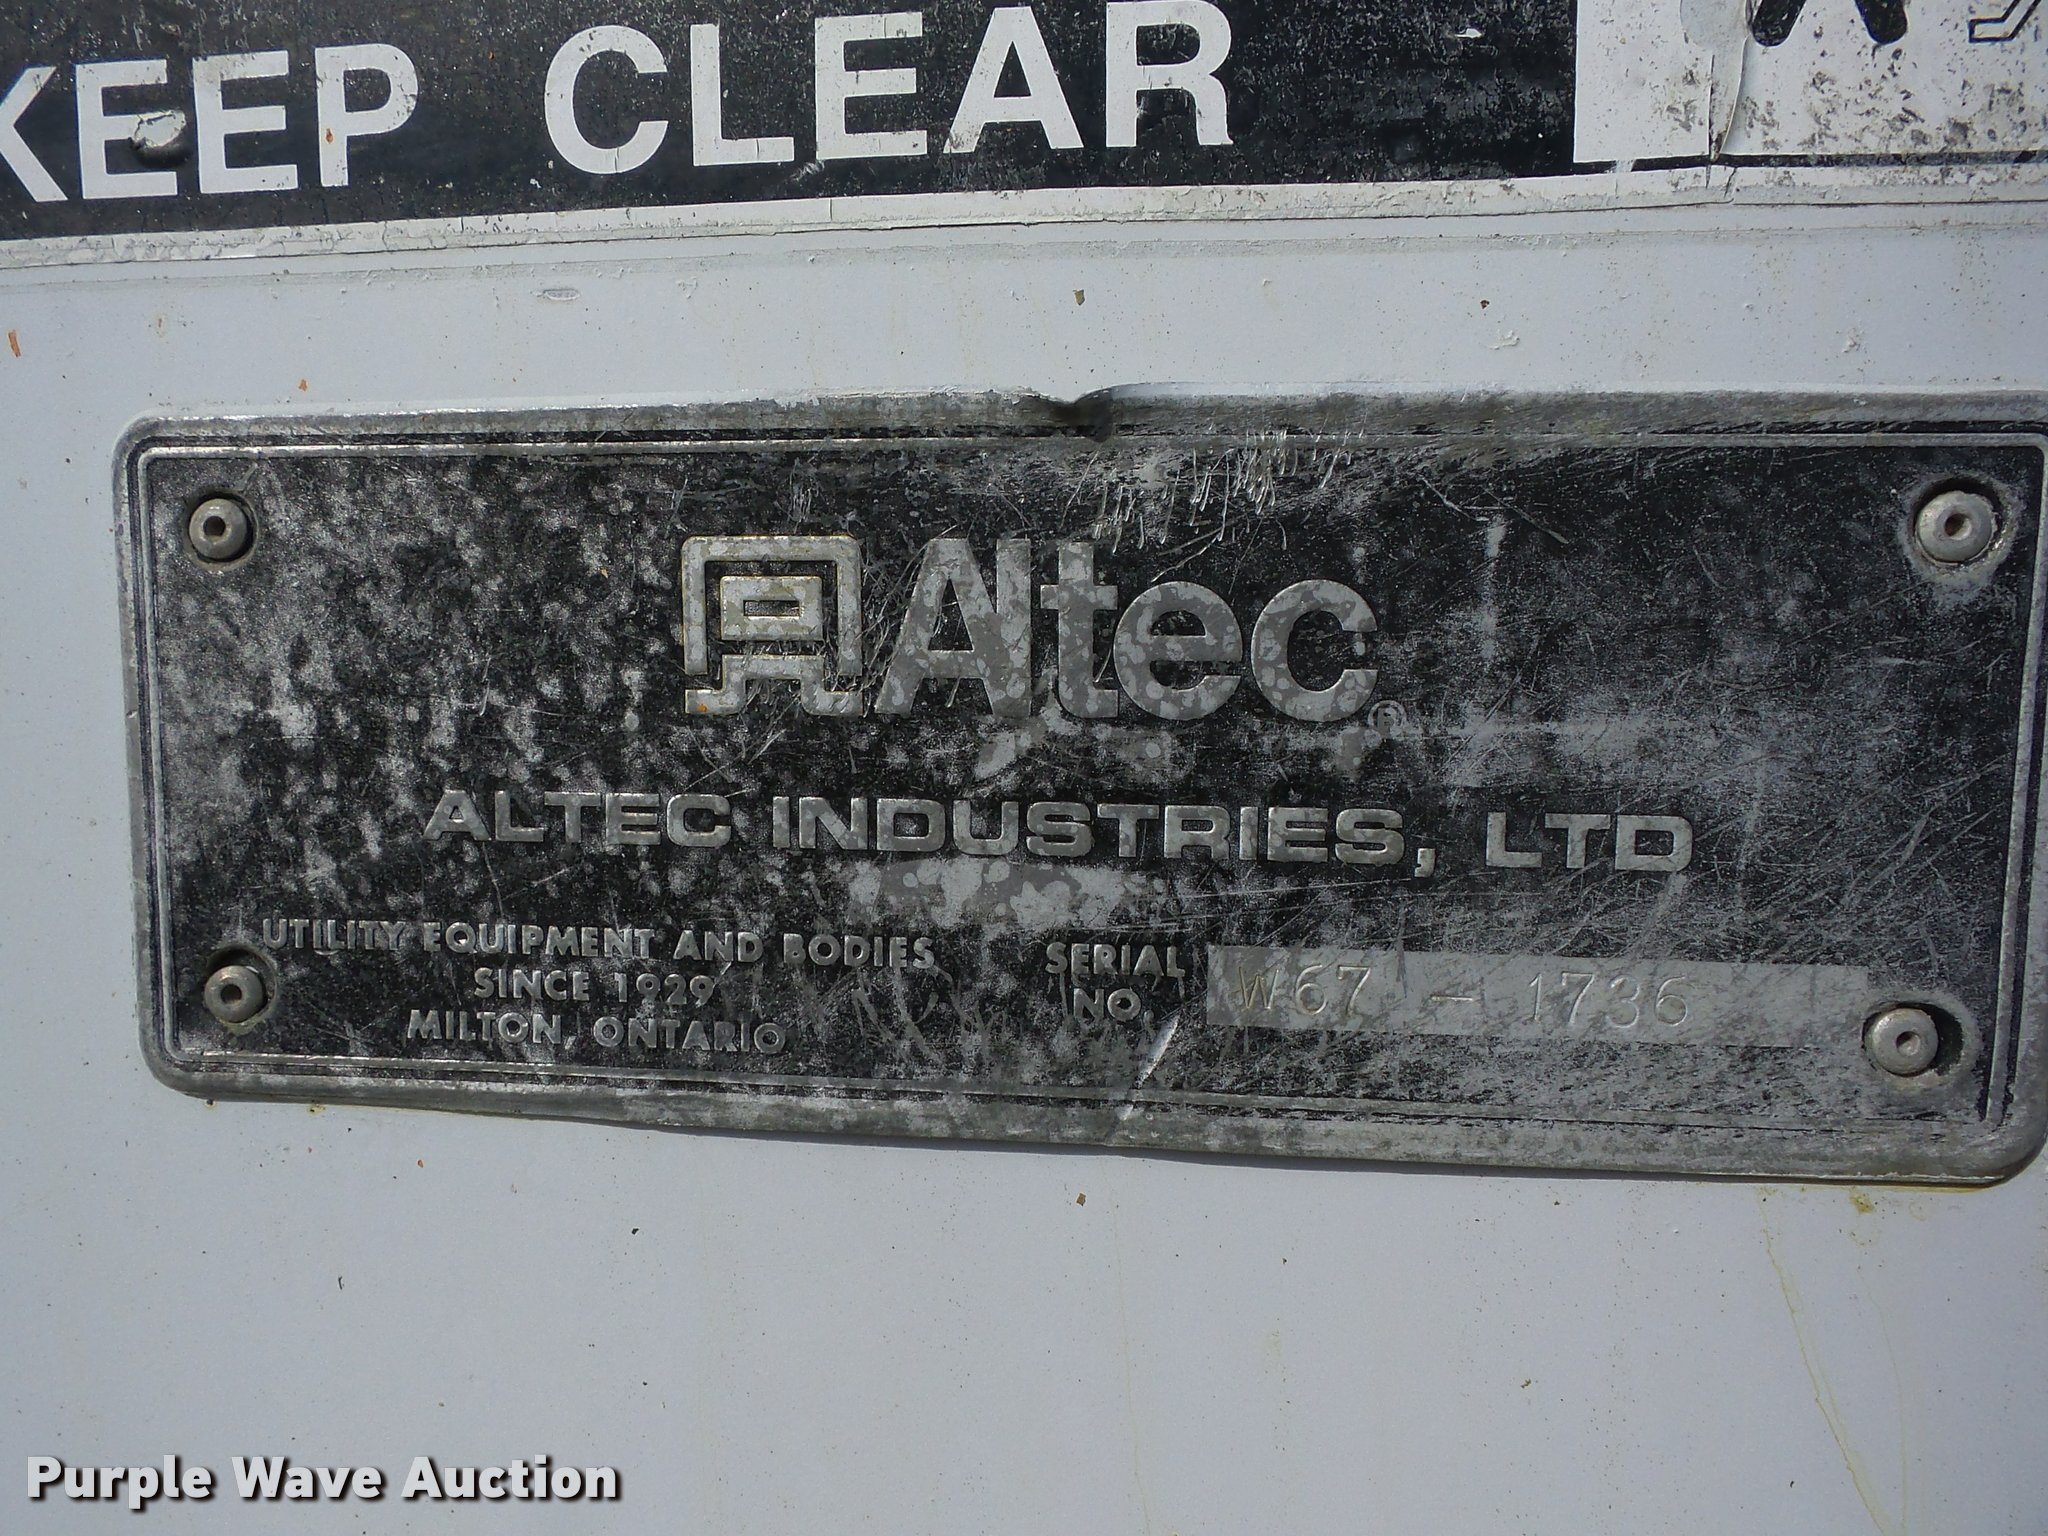 KEEP CLEAR
Altec®
ALTEC INDUSTRIES, LTD
UTILITY EQUIPMENT AND BODIES
SINCE 1929
MILTON, ONTARIO
SERIAL
NO.
W67 - 1736
Purple Wave Auction